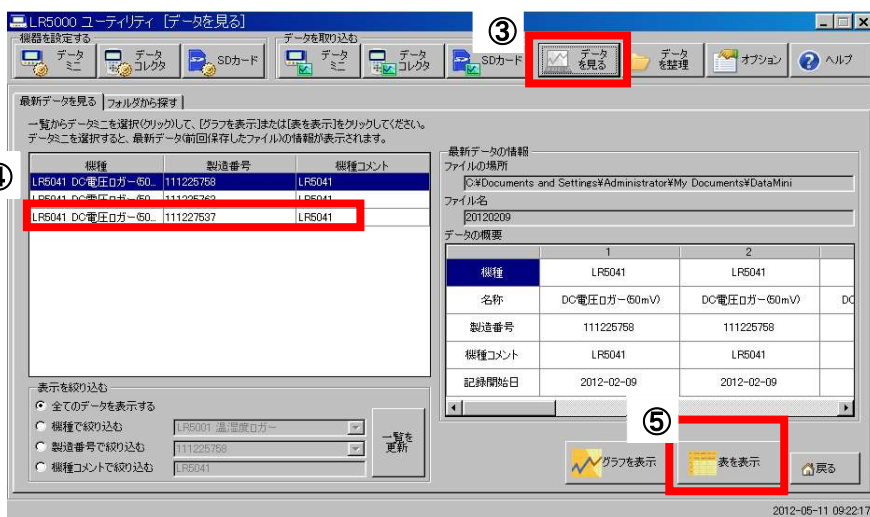 LR5000 ユーティリティ [データを見る]
機器を設定する
データを取り込む
③
データミニ
データコレクタ
SDカード
データミニ
データコレクタ
SDカード
データを見る
データを整理
オプション
ヘルプ
最新データを見る
フォルダから探す
一覧からデータミニを選択(クリック)して、[グラフを表示]または[表を表示]をクリックしてください。
データミニを選択すると、最新データ(前回保存したファイル)の情報が表示されます。
④
機種 製造番号 機種コメント
LR5041 DC電圧ロガー(50... 111225758 LR5041
LR5041 DC電圧ロガー(50... 111225763 LR5041
LR5041 DC電圧ロガー(50... 111227537 LR5041
最新データの情報
ファイルの場所
C:¥Documents and Settings¥Administrator¥My Documents¥DataMini
ファイル名
20120209
データの概要
1 2
機種 LR5041 LR5041
名称 DC電圧ロガー(50mV) DC電圧ロガー(50mV) DC
製造番号 111225758 111225758
機種コメント LR5041 LR5041
記録開始日 2012-02-09 2012-02-09
表示を絞り込む
全てのデータを表示する
機種で絞り込む LR5001 温湿度ロガー
製造番号で絞り込む 111225758
機種コメントで絞り込む LR5041
一覧を更新
⑤
グラフを表示
表を表示
戻る
2012-05-11 09:22:17